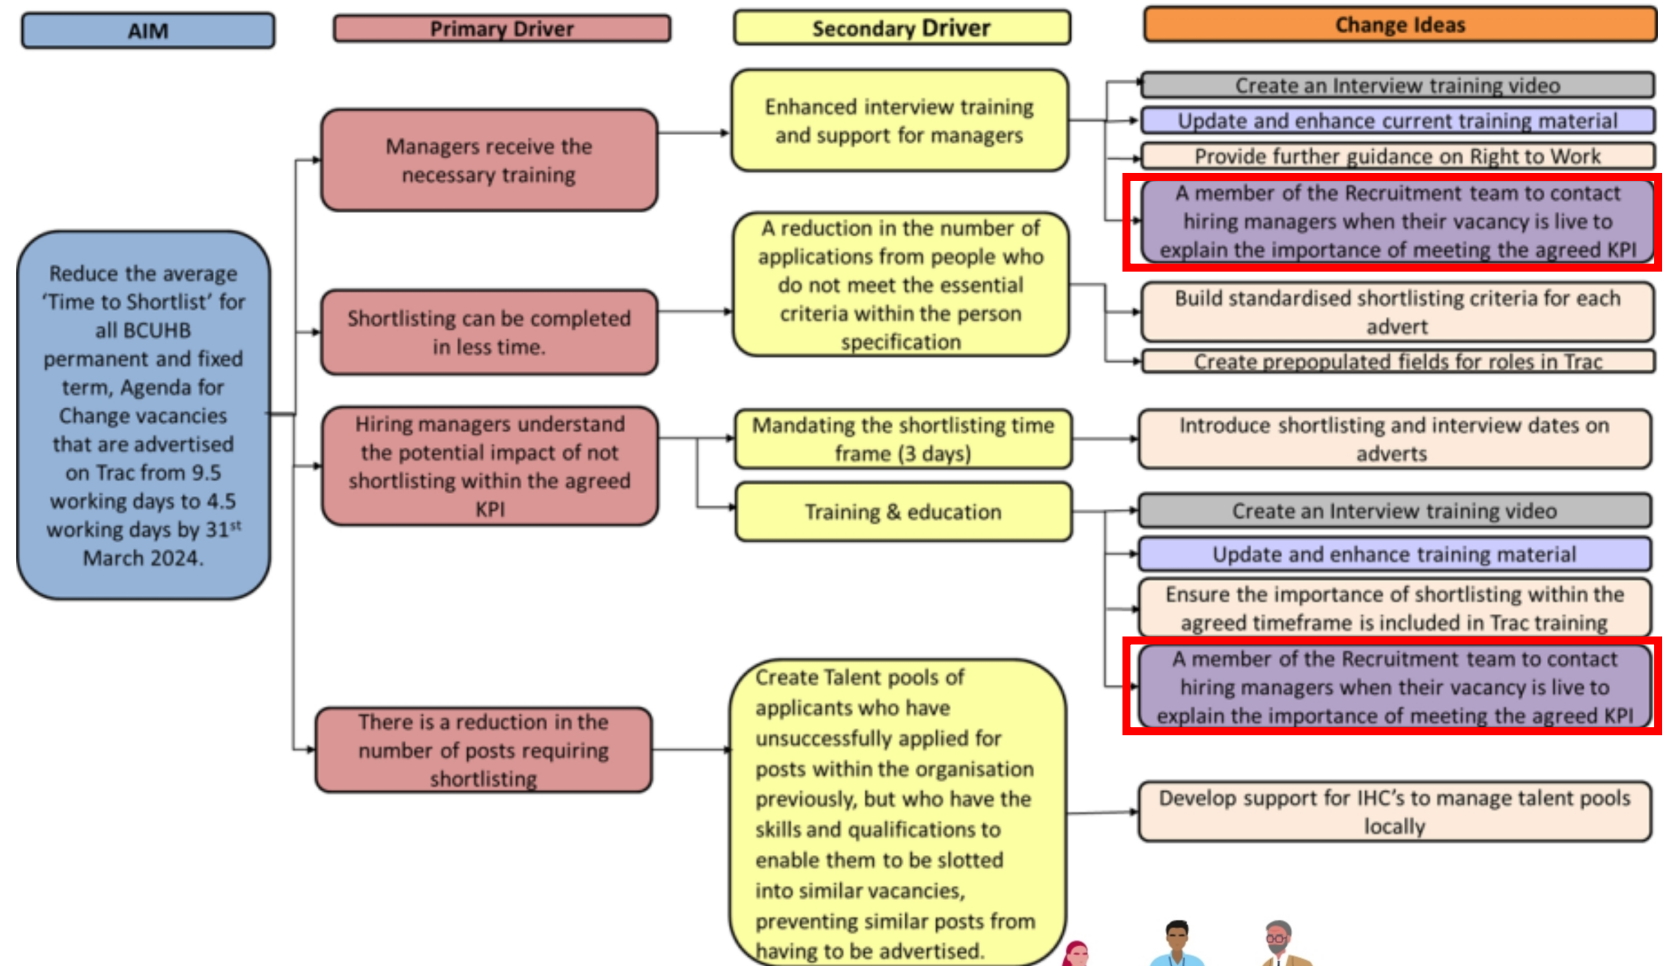 AIM
Primary Driver
Secondary Driver
Change Ideas
Reduce the average
‘Time to Shortlist’ for
all BCUHB
permanent and fixed
term, Agenda for
Change vacancies
that are advertised
on Trac from 9.5
working days to 4.5
working days by 31st
March 2024.
Managers receive the
necessary training
Shortlisting can be completed
in less time.
Hiring managers understand
the potential impact of not
shortlisting within the agreed
KPI
There is a reduction in the
number of posts requiring
shortlisting
Enhanced interview training
and support for managers
A reduction in the number of
applications from people who
do not meet the essential
criteria within the person
specification
Mandating the shortlisting time
frame (3 days)
Training & education
Create Talent pools of
applicants who have
unsuccessfully applied for
posts within the organisation
previously, but who have the
skills and qualifications to
enable them to be slotted
into similar vacancies,
preventing similar posts from
having to be advertised.
Create an Interview training video
Update and enhance current training material
Provide further guidance on Right to Work
A member of the Recruitment team to contact
hiring managers when their vacancy is live to
explain the importance of meeting the agreed KPI
Build standardised shortlisting criteria for each
advert
Create prepopulated fields for roles in Trac
Introduce shortlisting and interview dates on
adverts
Create an Interview training video
Update and enhance training material
Ensure the importance of shortlisting within the
agreed timeframe is included in Trac training
A member of the Recruitment team to contact
hiring managers when their vacancy is live to
explain the importance of meeting the agreed KPI
Develop support for IHC’s to manage talent pools
locally